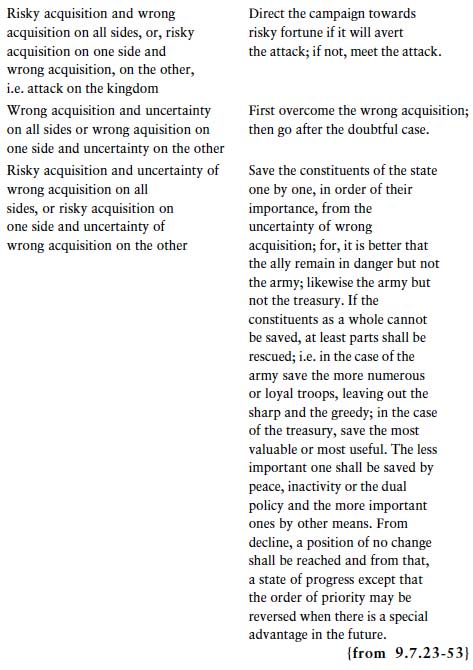 Risky acquisition and wrong
acquisition on all sides, or, risky
acquisition on one side and
wrong acquisition, on the other,
i.e. attack on the kingdom
Direct the campaign towards
risky fortune if it will avert
the attack; if not, meet the attack.
Wrong acquisition and uncertainty
on all sides or wrong aquisition on
one side and uncertainty on the other
First overcome the wrong acquisition;
then go after the doubtful case.
Risky acquisition and uncertainty of
wrong acquisition on all
sides, or risky acquisition on
one side and uncertainty of
wrong acquisition on the other
Save the constituents of the state
one by one, in order of their
importance, from the
uncertainty of wrong
acquisition; for, it is better that
the ally remain in danger but not
the army; likewise the army but
not the treasury. If the
constituents as a whole cannot
be saved, at least parts shall be
rescued; i.e. in the case of the
army save the more numerous
or loyal troops, leaving out the
sharp and the greedy; in the case
of the treasury, save the most
valuable or most useful. The less
important one shall be saved by
peace, inactivity or the dual
policy and the more important
ones by other means. From
decline, a position of no change
shall be reached and from that,
a state of progress except that
the order of priority may be
reversed when there is a special
advantage in the future.
{from 9.7.23-53}